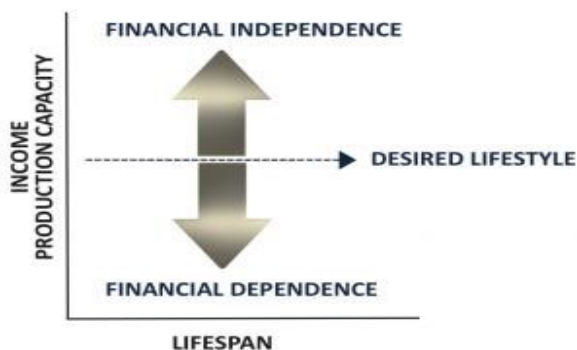 FINANCIAL INDEPENDENCE
INCOME
PRODUCTION CAPACITY
DESIRED LIFESTYLE
FINANCIAL DEPENDENCE
LIFESPAN